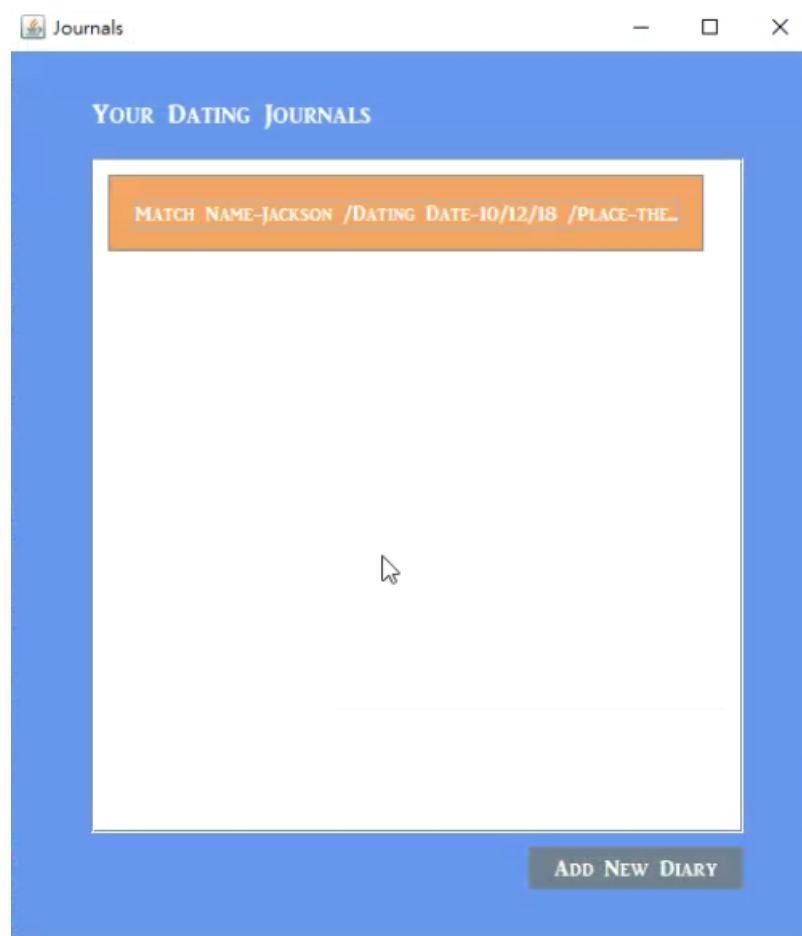 Journals
Your Dating Journals
Match Name-Jackson /Dating Date-10/12/18 /Place-the...
Add New Diary